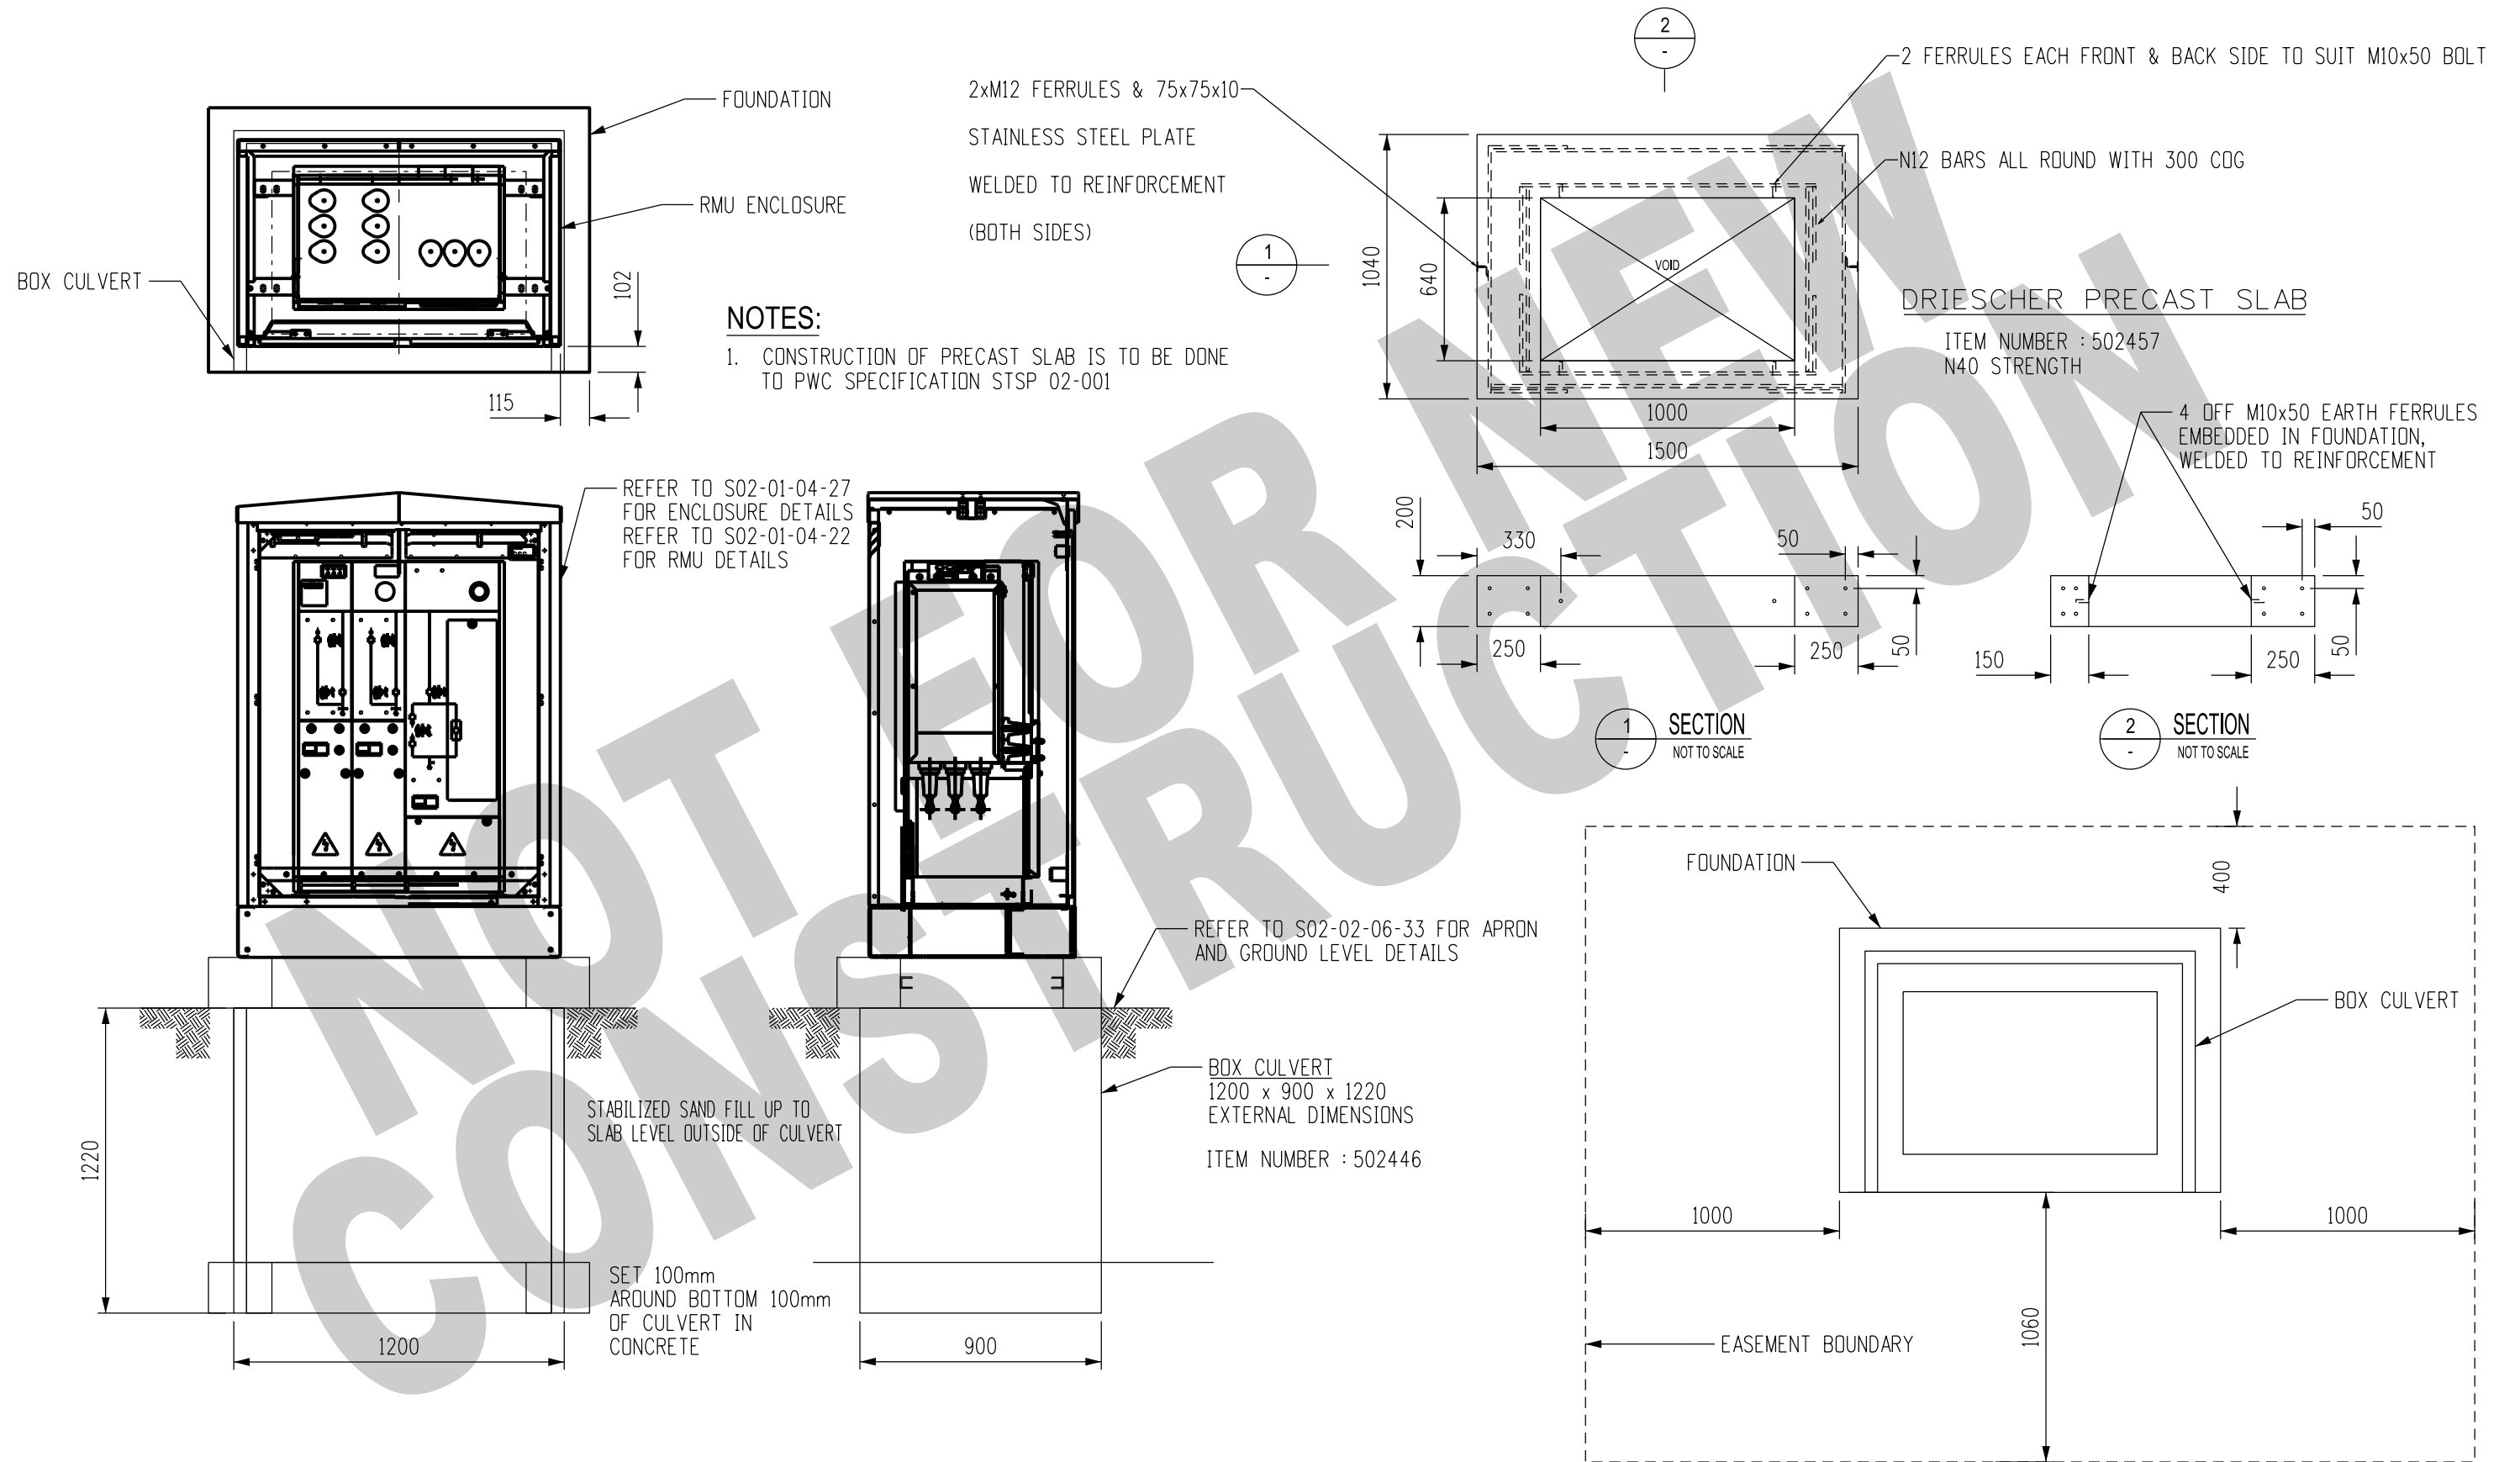 FOUNDATION
RMU ENCLOSURE
BOX CULVERT
102
115
2xM12 FERRULES & 75x75x10
STAINLESS STEEL PLATE
WELDED TO REINFORCEMENT
(BOTH SIDES)
NOTES:
1. CONSTRUCTION OF PRECAST SLAB IS TO BE DONE
TO PWC SPECIFICATION STSP 02-001
2
-
1
-
2 FERRULES EACH FRONT & BACK SIDE TO SUIT M10x50 BOLT
N12 BARS ALL ROUND WITH 300 COG
1040
640
VOID
1000
1500
DRIESCHER PRECAST SLAB
ITEM NUMBER : 502457
N40 STRENGTH
4 OFF M10x50 EARTH FERRULES
EMBEDDED IN FOUNDATION,
WELDED TO REINFORCEMENT
REFER TO S02-01-04-27
FOR ENCLOSURE DETAILS
REFER TO S02-01-04-22
FOR RMU DETAILS
200
330
50
250
250
50
50
150
250
50
1
-
SECTION
NOT TO SCALE
2
-
SECTION
NOT TO SCALE
REFER TO S02-02-06-33 FOR APRON
AND GROUND LEVEL DETAILS
1220
STABILIZED SAND FILL UP TO
SLAB LEVEL OUTSIDE OF CULVERT
SET 100mm
AROUND BOTTOM 100mm
OF CULVERT IN
CONCRETE
1200
900
BOX CULVERT
1200 x 900 x 1220
EXTERNAL DIMENSIONS
ITEM NUMBER : 502446
FOUNDATION
400
BOX CULVERT
1000
1000
1060
EASEMENT BOUNDARY
NOT FOR NEW
CONSTRUCTION